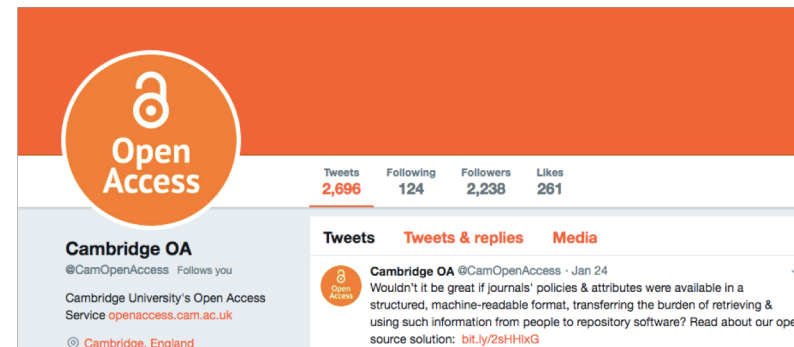 Open
Access
Tweets Following Followers Likes
2,696 124 2,238 261
Cambridge OA
@CamOpenAccess Follows you
Cambridge University's Open Access
Service openaccess.cam.ac.uk
Cambridge, England
Tweets Tweets & replies Media
Open
Access
Cambridge OA @CamOpenAccess · Jan 24
Wouldn't it be great if journals' policies & attributes were available in a
structured, machine-readable format, transferring the burden of retrieving &
using such information from people to repository software? Read about our ope
source solution: bit.ly/2sHHlxG